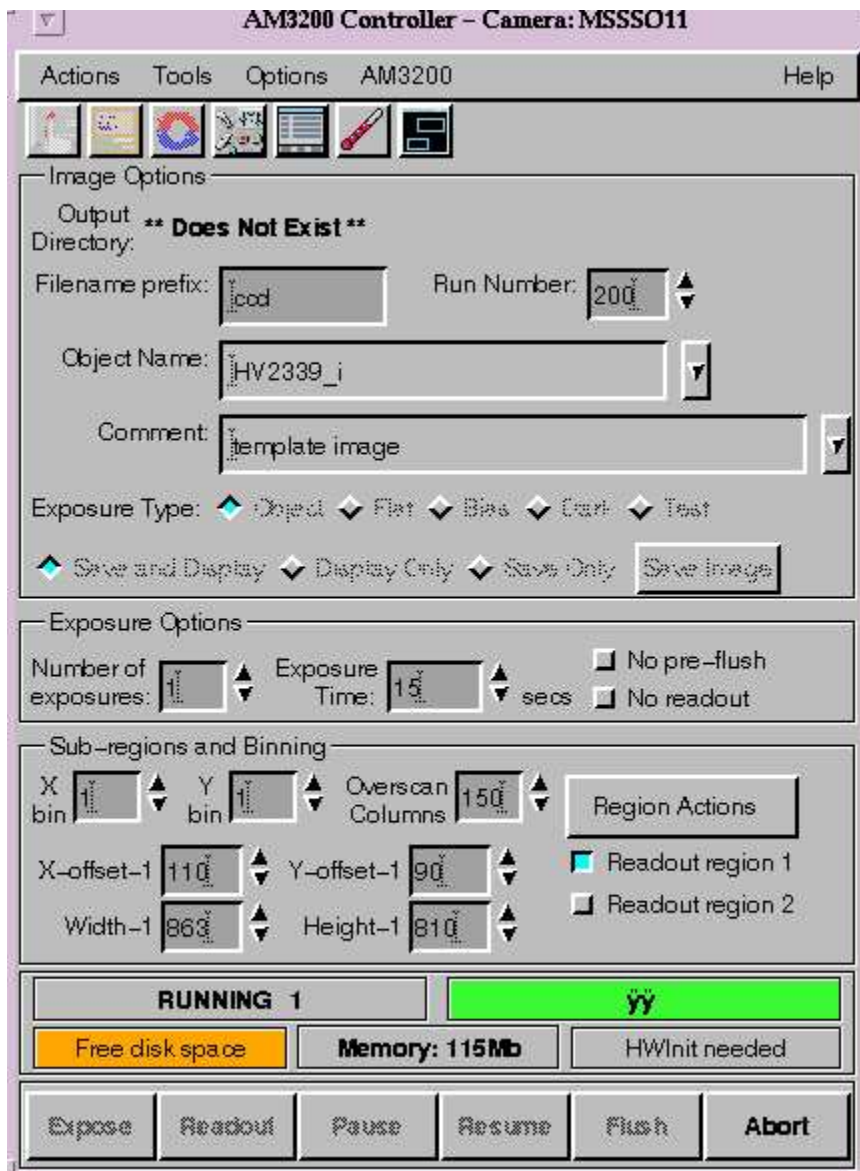 AM3200 Controller – Camera: MSSSO11
Actions Tools Options AM3200 Help
Image Options
Output Directory: ** Does Not Exist **
Filename prefix: ccd Run Number: 200
Object Name: HV2339_i
Comment: template image
Exposure Type: Object Flat Bias Dark Test
Save and Display Display Only Save Only Save Image
Exposure Options
Number of exposures: 1 Exposure Time: 15 secs No pre–flush
No readout
Sub–regions and Binning
X bin 1 Y bin 1 Overscan Columns 150 Region Actions
X–offset–1 110 Y–offset–1 90 Readout region 1
Width–1 863 Height–1 810 Readout region 2
RUNNING 1 ÿÿ
Free disk space Memory: 115Mb HWInit needed
Expose Readout Pause Resume Flush Abort